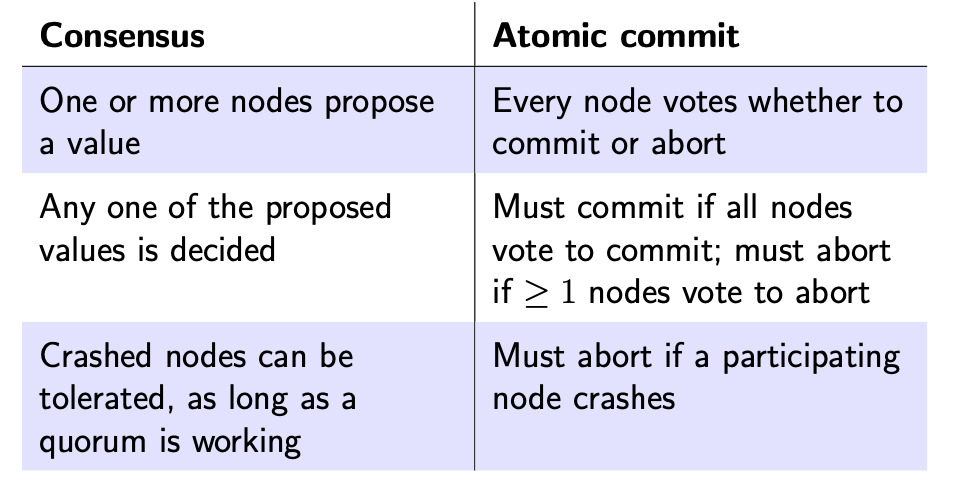 Consensus
Atomic commit
One or more nodes propose
a value
Every node votes whether to
commit or abort
Any one of the proposed
values is decided
Must commit if all nodes
vote to commit; must abort
if ≥ 1 nodes vote to abort
Crashed nodes can be
tolerated, as long as a
quorum is working
Must abort if a participating
node crashes